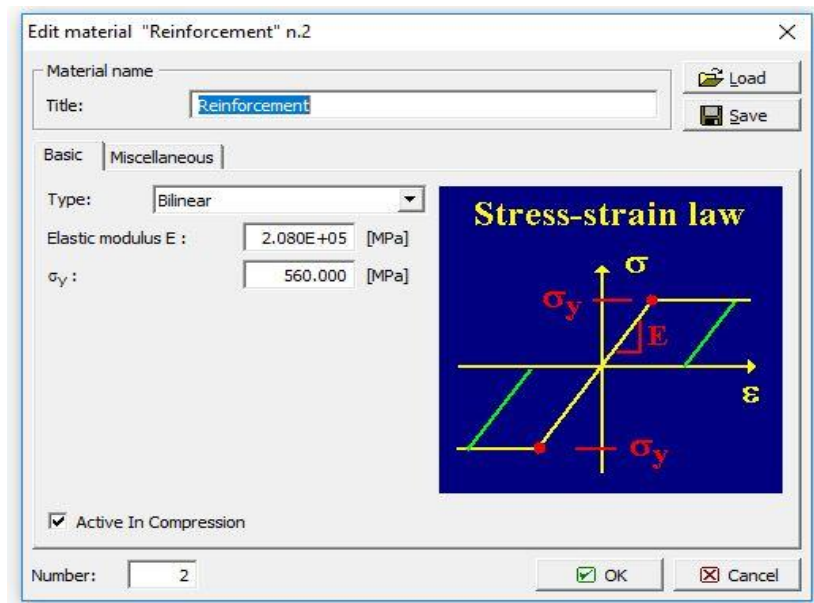 Edit material "Reinforcement" n.2
Material name
Title: Reinforcement
Load
Save
Basic Miscellaneous
Type: Bilinear
Elastic modulus E : 2.080E+05 [MPa]
σy : 560.000 [MPa]
Stress-strain law
σ
σy
E
ε
σy
Active In Compression
Number: 2
OK
Cancel